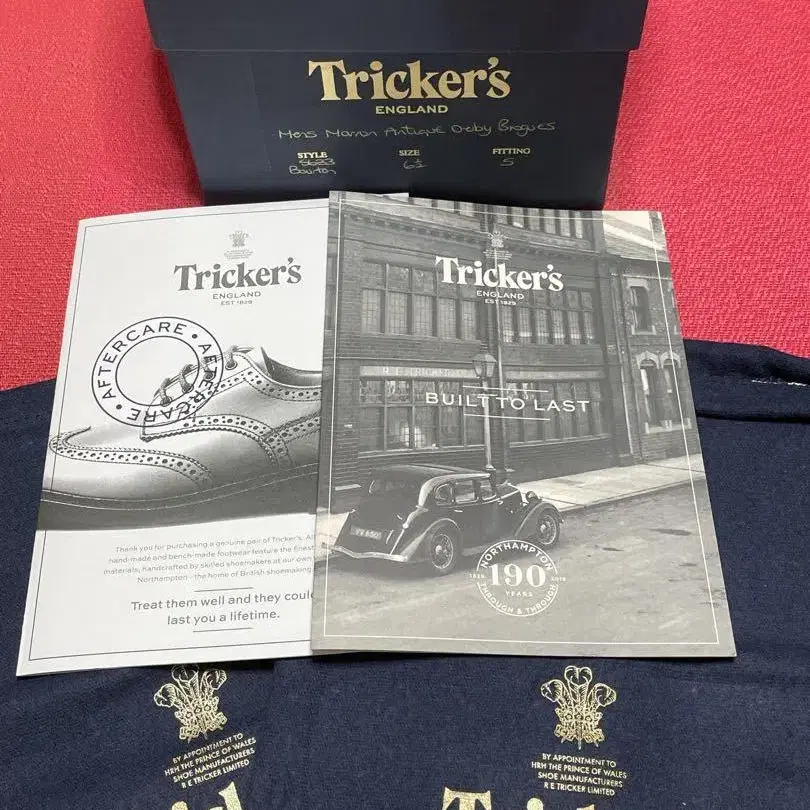 Tricker's
ENGLAND
Mens Marron Antique Derby Brogues
STYLE
SIZE
FITTING
5633
6½
5
Bourton
Tricker's
ENGLAND
EST 1829
AFTERCARE • AFTERCARE •
Thank you for purchasing a genuine pair of Tricker's. All
hand-made and bench-made footwear feature the finest
materials, handcrafted by skilled shoemakers at our own
Northampton - the home of British shoemaking.
Treat them well and they could
last you a lifetime.
Tricker's
ENGLAND
EST 1829
BUILT TO LAST
NORTHAMPTON
1829 190 2019
YEARS
THROUGH & THROUGH
BY APPOINTMENT TO
HRH THE PRINCE OF WALES
SHOE MANUFACTURERS
R E TRICKER LIMITED
BY APPOINTMENT TO
HRH THE PRINCE OF WALES
SHOE MANUFACTURERS
R E TRICKER LIMITED